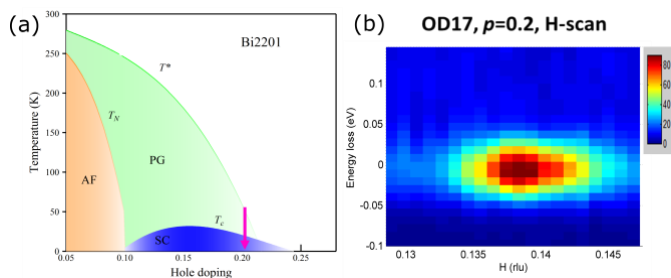 (a)
Bi2201
300
250
200
150
100
50
0
Temperature (K)
T*
T_N
AF
PG
SC
T_c
0.05
0.10
0.15
0.20
0.25
Hole doping
(b)
OD17, p=0.2, H-scan
0.1
0.05
0
-0.05
-0.1
Energy loss (eV)
0.13
0.135
0.14
0.145
H (rlu)
80
60
40
20
0